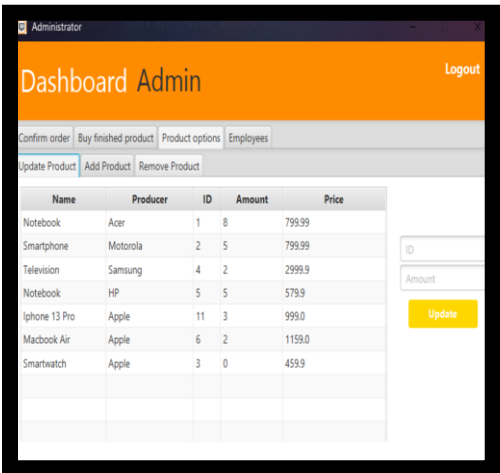 Administrator
Dashboard Admin
Logout
Confirm order Buy finished product Product options Employees
Update Product Add Product Remove Product
Name Producer ID Amount Price
Notebook Acer 1 8 799.99
Smartphone Motorola 2 5 799.99
Television Samsung 4 2 2999.9
Notebook HP 5 5 579.9
Iphone 13 Pro Apple 11 3 999.0
Macbook Air Apple 6 2 1159.0
Smartwatch Apple 3 0 459.9
ID
Amount
Update